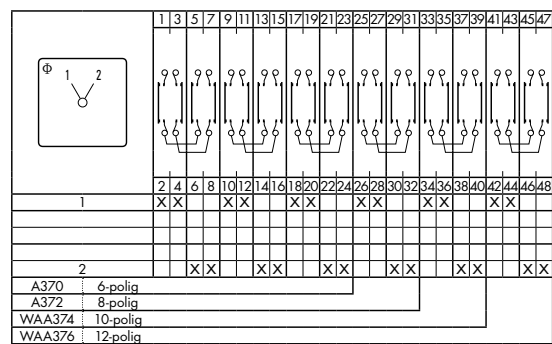 1 3 5 7 9 11 13 15 17 19 21 23 25 27 29 31 33 35 37 39 41 43 45 47
Φ 1 2
2 4 6 8 10 12 14 16 18 20 22 24 26 28 30 32 34 36 38 40 42 44 46 48
1 X X X X X X X X X X X X
2 X X X X X X X X X X X X
A370 6-polig
A372 8-polig
WAA374 10-polig
WAA376 12-polig